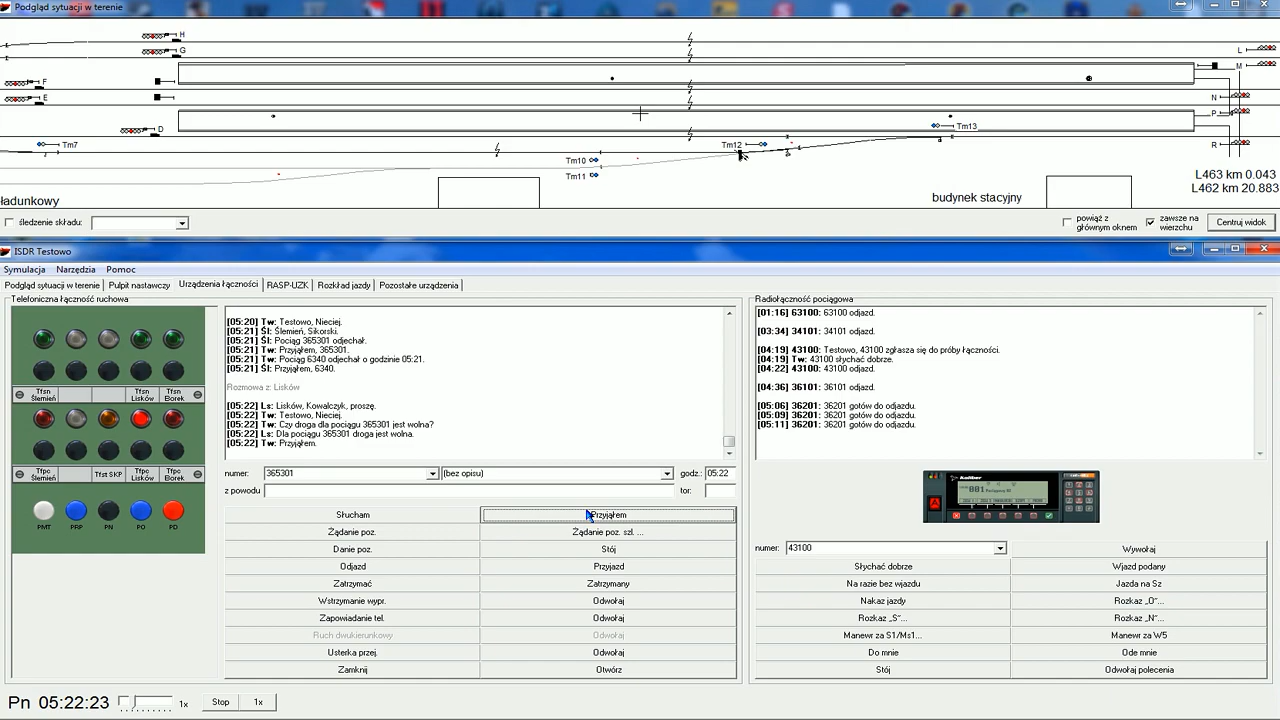 Podgląd sytuacji w terenie
H
G
L
M
F
E
N
P
D
Tm13
Tm7
Tm12
R
Tm10
Tm11
L463 km 0.043
L462 km 20.883
ładunkowy
budynek stacyjny
śledzenie składu:
powiąż z głównym oknem
zawsze na wierzchu
Centruj widok
ISDR Testowo
Symulacja Narzędzia Pomoc
Podgląd sytuacji w terenie Pulpit nastawczy Urządzenia łączności RASP-UZK Rozkład jazdy Pozostałe urządzenia
Telefoniczna łączność ruchowa
Tfsn Ślemień
Tfsn Lisków
Tfsn Borek
Tfpc Ślemień
Tfst SKP
Tfpc Lisków
Tfpc Borek
PMT PRP PN PO PD
[05:20] Tw: Testowo, Nieciej.
[05:21] Śl: Ślemień, Sikorski.
[05:21] Śl: Pociąg 365301 odjechał.
[05:21] Tw: Przyjąłem, 365301.
[05:21] Tw: Pociąg 6340 odjechał o godzinie 05:21.
[05:21] Śl: Przyjąłem, 6340.
Rozmowa z: Lisków
[05:22] Ls: Lisków, Kowalczyk, proszę.
[05:22] Tw: Testowo, Nieciej.
[05:22] Tw: Czy droga dla pociągu 365301 jest wolna?
[05:22] Ls: Dla pociągu 365301 droga jest wolna.
[05:22] Tw: Przyjąłem.
numer: 365301 (bez opisu) godz.: 05:22
z powodu tor:
Słucham Przyjąłem
Żądanie poz. Żądanie poz. szl. ...
Danie poz. Stój
Odjazd Przyjazd
Zatrzymać Zatrzymany
Wstrzymanie wypr. Odwołaj
Zapowiadanie tel. Odwołaj
Ruch dwukierunkowy Odwołaj
Usterka przej. Odwołaj
Zamknij Otwórz
Radiołączność pociągowa
[01:16] 63100: 63100 odjazd.
[03:34] 34101: 34101 odjazd.
[04:19] 43100: Testowo, 43100 zgłasza się do próby łączności.
[04:19] Tw: 43100 słychać dobrze.
[04:22] 43100: 43100 odjazd.
[04:36] 36101: 36101 odjazd.
[05:06] 36201: 36201 gotów do odjazdu.
[05:09] 36201: 36201 gotów do odjazdu.
[05:11] 36201: 36201 gotów do odjazdu.
numer: 43100 Wywołaj
Słychać dobrze Wjazd podany
Na razie bez wjazdu Jazda na Sz
Nakaz jazdy Rozkaz „O"...
Rozkaz „S"... Rozkaz „N"...
Manewr za S1/Ms1... Manewr za W5
Do mnie Ode mnie
Stój Odwołaj polecenia
Pn 05:22:23 1x Stop 1x